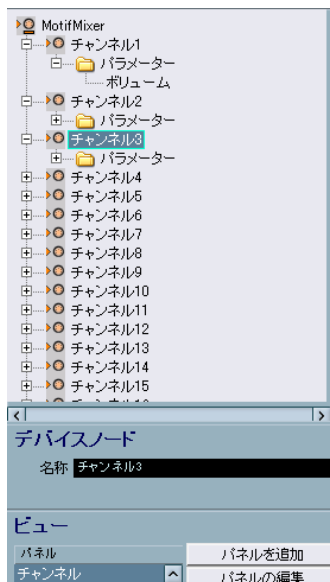 MotifMixer
チャンネル1
パラメーター
ボリューム
チャンネル2
パラメーター
チャンネル3
パラメーター
チャンネル4
チャンネル5
チャンネル6
チャンネル7
チャンネル8
チャンネル9
チャンネル10
チャンネル11
チャンネル12
チャンネル13
チャンネル14
チャンネル15
デバイスノード
名称 チャンネル3
ビュー
パネル パネルを追加
チャンネル パネルの編集